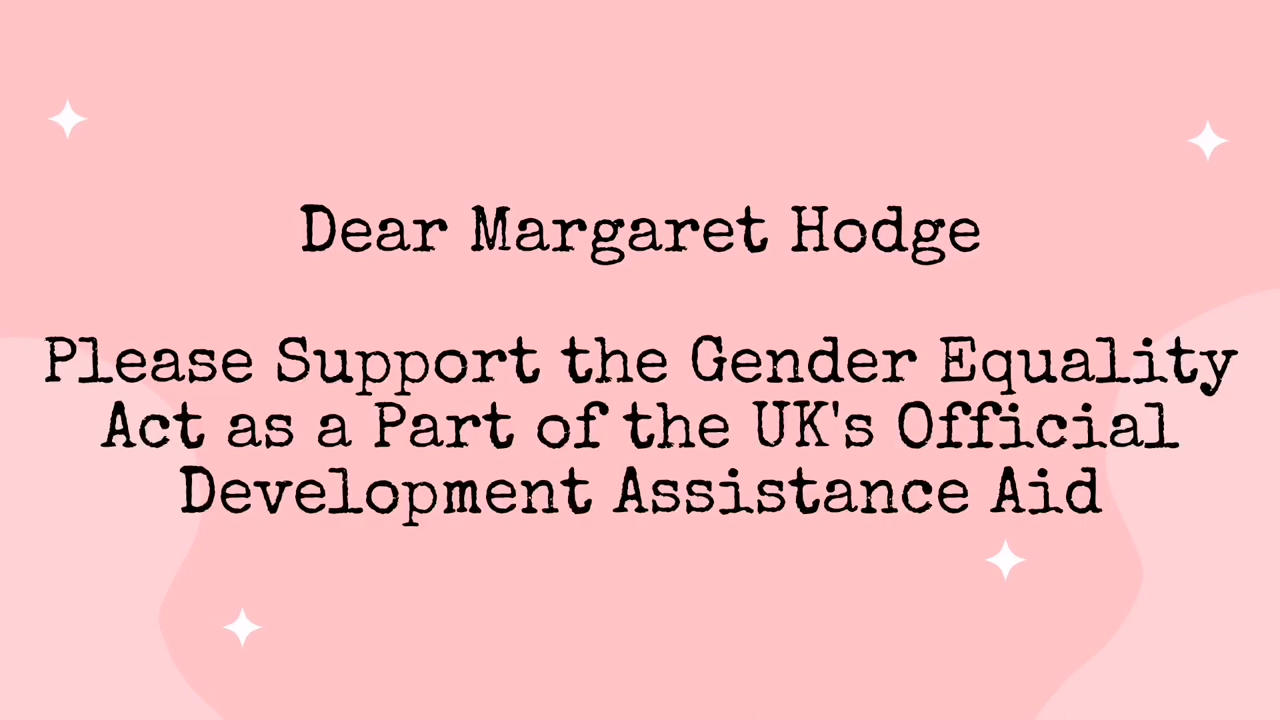 Dear Margaret Hodge
Please Support the Gender Equality
Act as a Part of the UK's Official
Development Assistance Aid